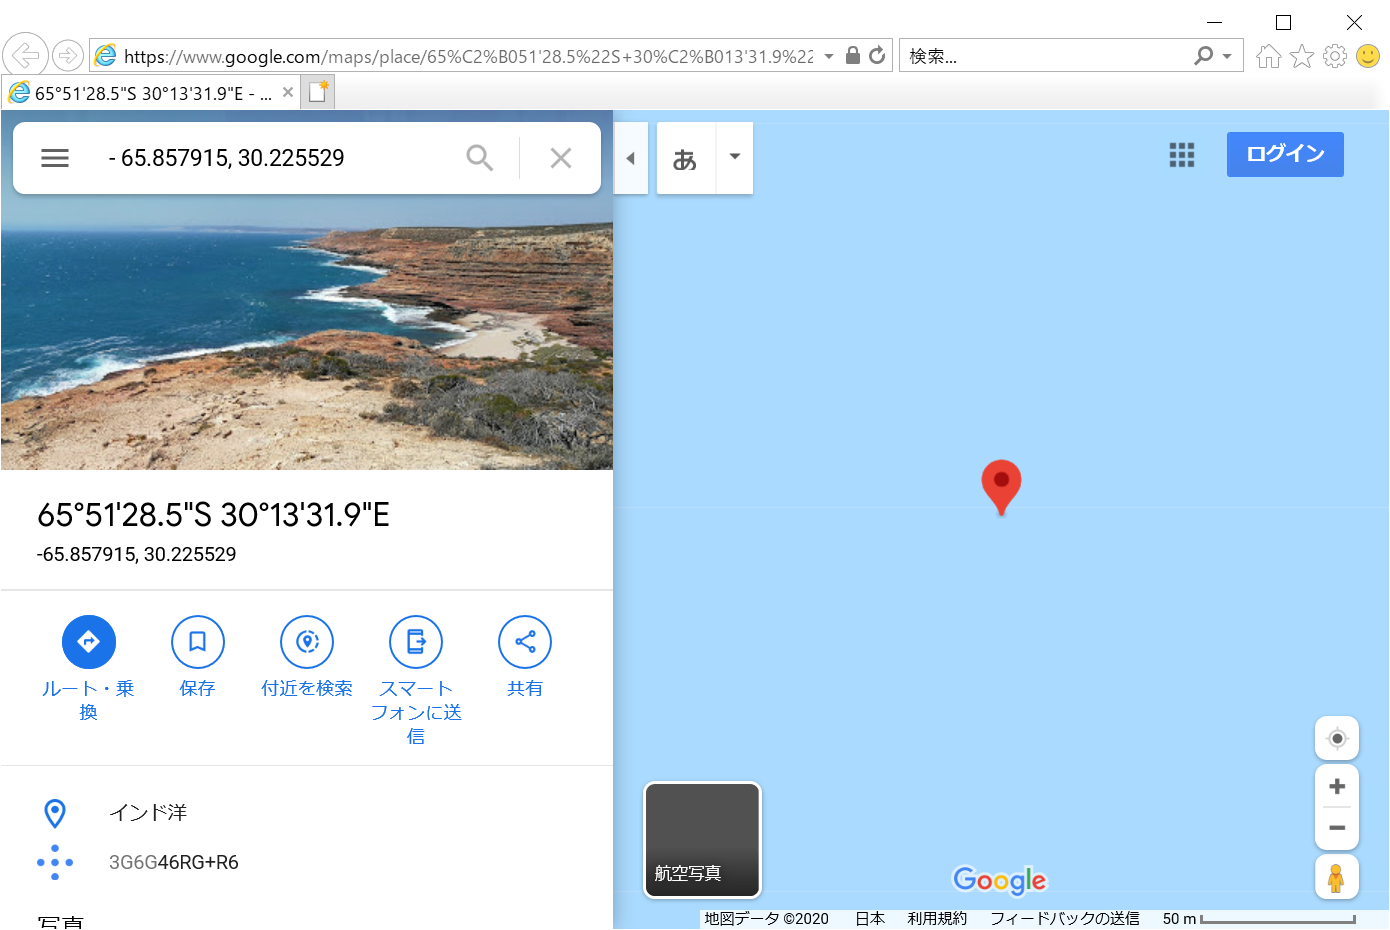 https://www.google.com/maps/place/65%C2%B051'28.5%22S+30%C2%B013'31.9%22
検索...
65°51'28.5"S 30°13'31.9"E - ...
- 65.857915, 30.225529
あ
ログイン
65°51'28.5"S 30°13'31.9"E
-65.857915, 30.225529
ルート・乗
換
保存
付近を検索
スマート
フォンに送
信
共有
インド洋
3G6G46RG+R6
写真
航空写真
Google
地図データ ©2020 日本 利用規約 フィードバックの送信 50 m